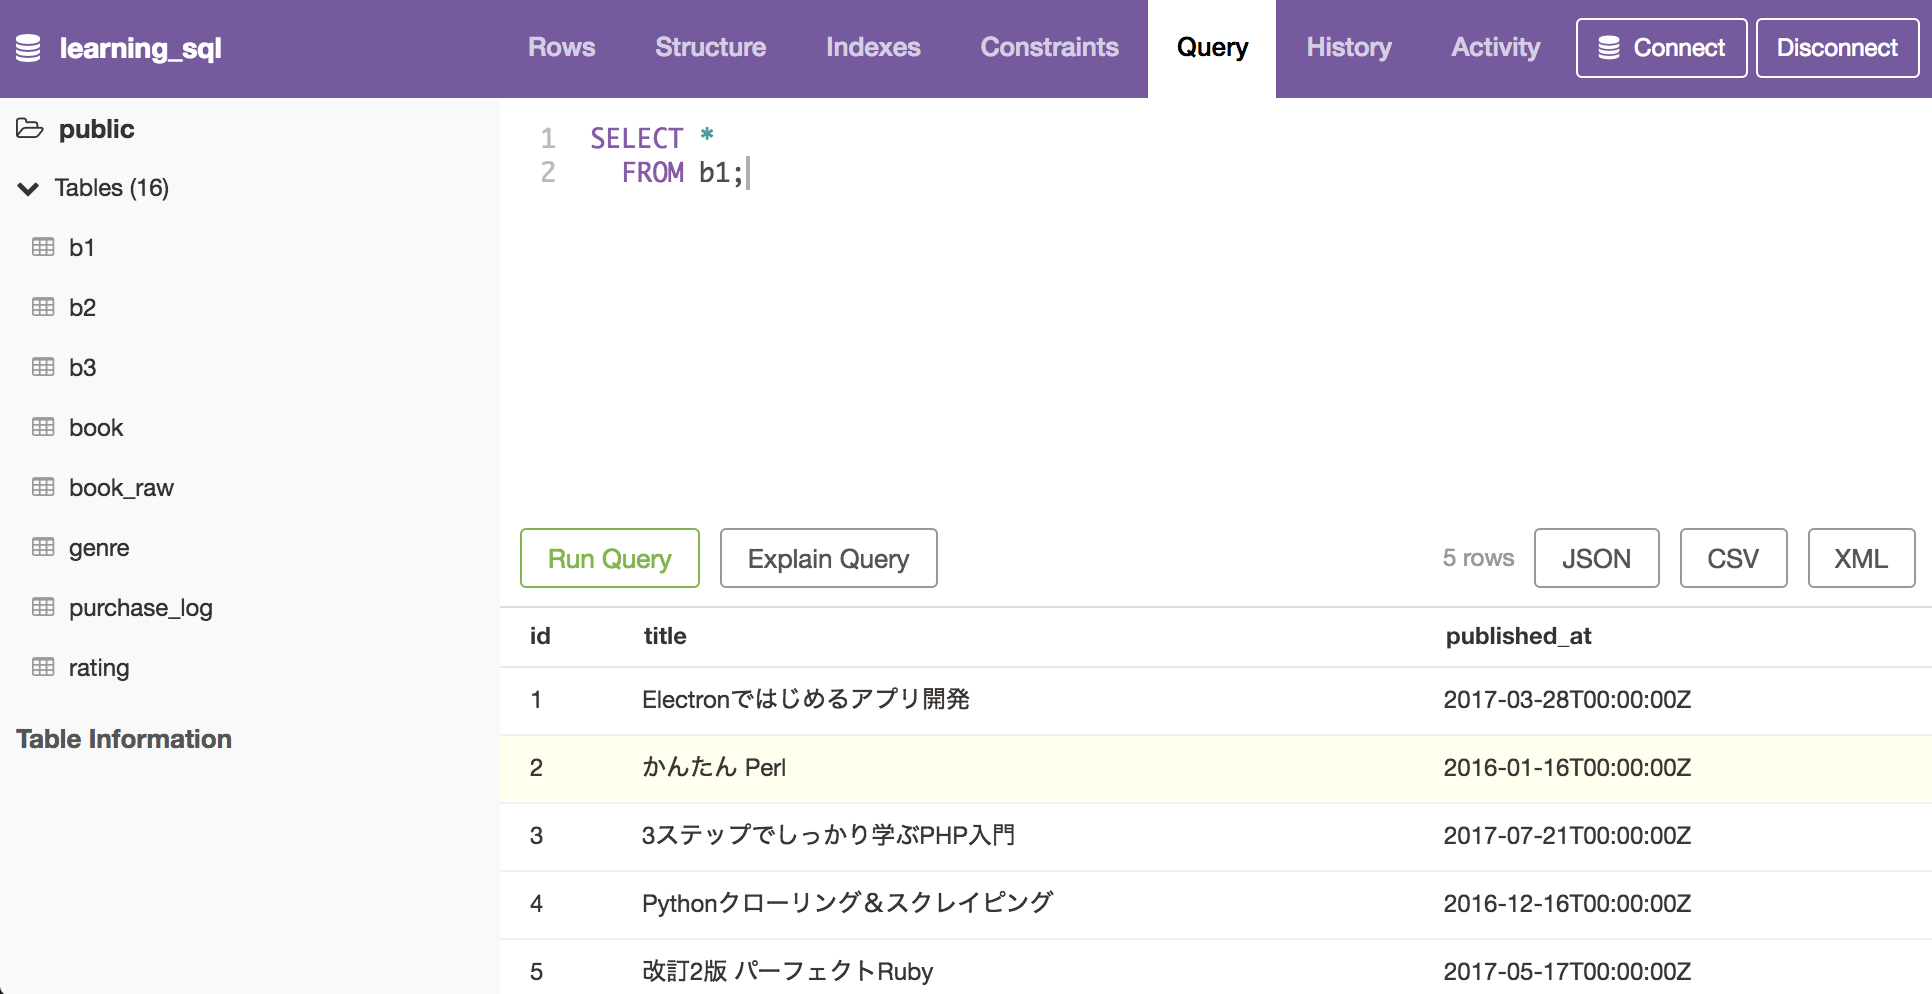 learning_sql
Rows Structure Indexes Constraints Query History Activity Connect Disconnect
public
Tables (16)
b1
b2
b3
book
book_raw
genre
purchase_log
rating
Table Information
1 SELECT *
2 FROM b1;
Run Query Explain Query 5 rows JSON CSV XML
id title published_at
1 Electronではじめるアプリ開発 2017-03-28T00:00:00Z
2 かんたん Perl 2016-01-16T00:00:00Z
3 3ステップでしっかり学ぶPHP入門 2017-07-21T00:00:00Z
4 Pythonクローリング＆スクレイピング 2016-12-16T00:00:00Z
5 改訂2版 パーフェクトRuby 2017-05-17T00:00:00Z